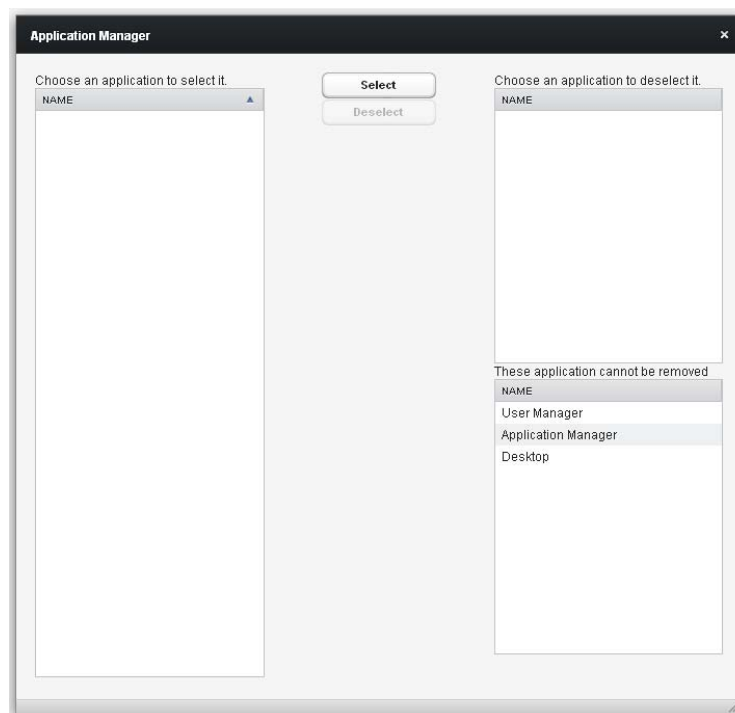 Application Manager
Choose an application to select it.
NAME
Select
Deselect
Choose an application to deselect it.
NAME
These application cannot be removed
NAME
User Manager
Application Manager
Desktop